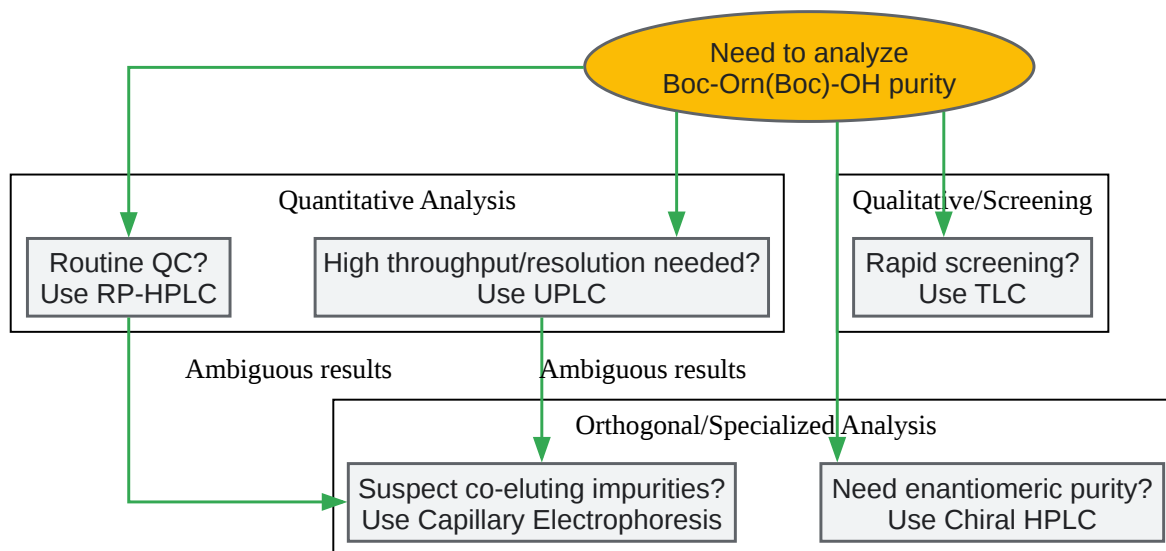 Need to analyze
Boc-Orn(Boc)-OH purity
Quantitative Analysis
Qualitative/Screening
Routine QC?
Use RP-HPLC
High throughput/resolution needed?
Use UPLC
Rapid screening?
Use TLC
Ambiguous results
Ambiguous results
Orthogonal/Specialized Analysis
Suspect co-eluting impurities?
Use Capillary Electrophoresis
Need enantiomeric purity?
Use Chiral HPLC